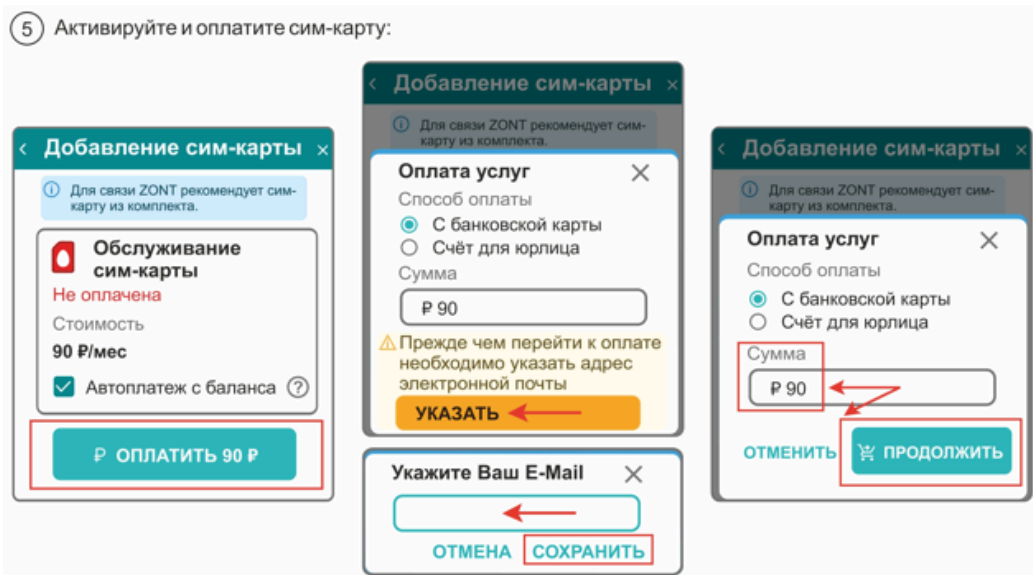 5 Активируйте и оплатите сим-карту:
< Добавление сим-карты ×
Для связи ZONT рекомендует сим-
карту из комплекта.
Обслуживание
сим-карты
Не оплачена
Стоимость
90 ₽/мес
Автоплатеж с баланса ?
₽ ОПЛАТИТЬ 90 ₽
< Добавление сим-карты ×
Для связи ZONT рекомендует сим-
карту из комплекта.
Оплата услуг
Способ оплаты
С банковской карты
Счёт для юрлица
Сумма
₽ 90
Прежде чем перейти к оплате
необходимо указать адрес
электронной почты
УКАЗАТЬ
Укажите Ваш E-Mail
ОТМЕНА СОХРАНИТЬ
< Добавление сим-карты ×
Для связи ZONT рекомендует сим-
карту из комплекта.
Оплата услуг
Способ оплаты
С банковской карты
Счёт для юрлица
Сумма
₽ 90
ОТМЕНИТЬ ПРОДОЛЖИТЬ